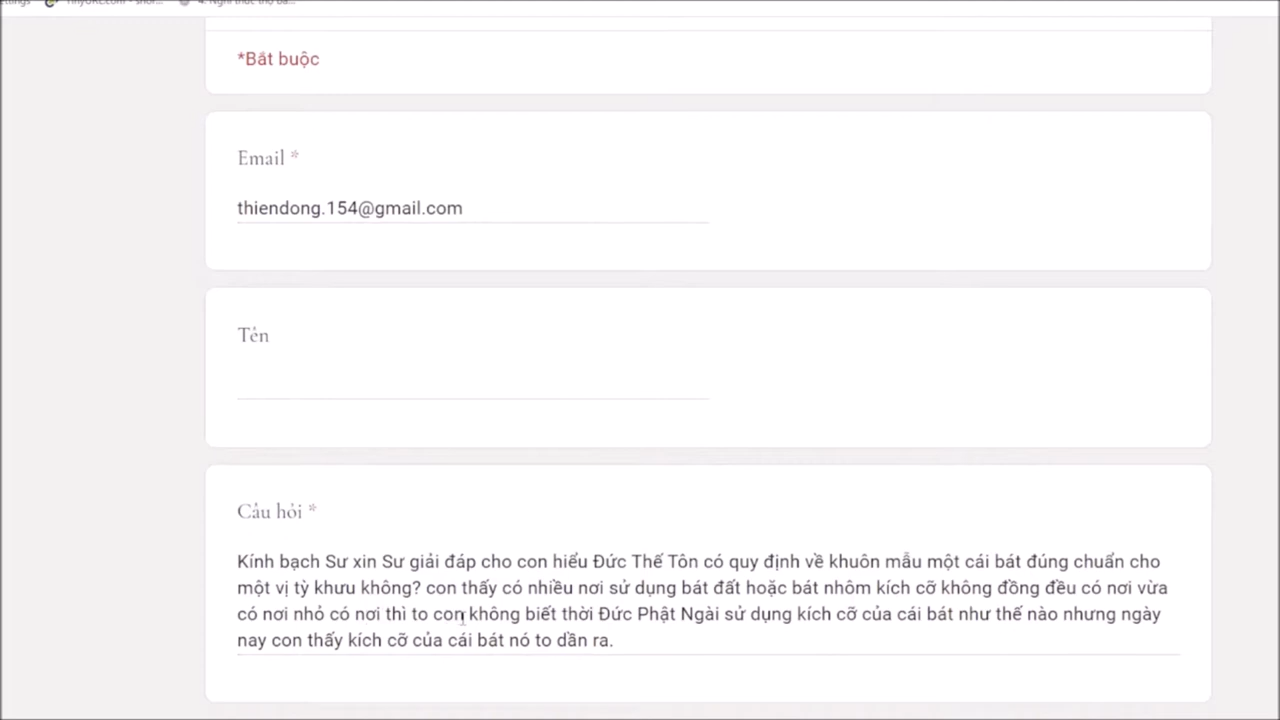 *Bắt buộc
Email *
thiendong.154@gmail.com
Tên
Câu hỏi *
Kính bạch Sư xin Sư giải đáp cho con hiểu Đức Thế Tôn có quy định về khuôn mẫu một cái bát đúng chuẩn cho
một vị tỳ khưu không? con thấy có nhiều nơi sử dụng bát đất hoặc bát nhôm kích cỡ không đồng đều có nơi vừa
có nơi nhỏ có nơi thì to con không biết thời Đức Phật Ngài sử dụng kích cỡ của cái bát như thế nào nhưng ngày
nay con thấy kích cỡ của cái bát nó to dần ra.